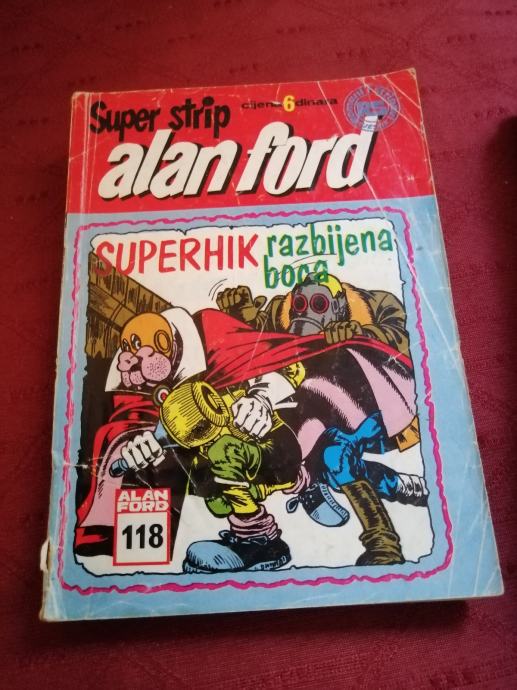 Super strip cijena 6 dinara
alan ford
SUPERHIK razbijena
boca
ALAN
FORD
118